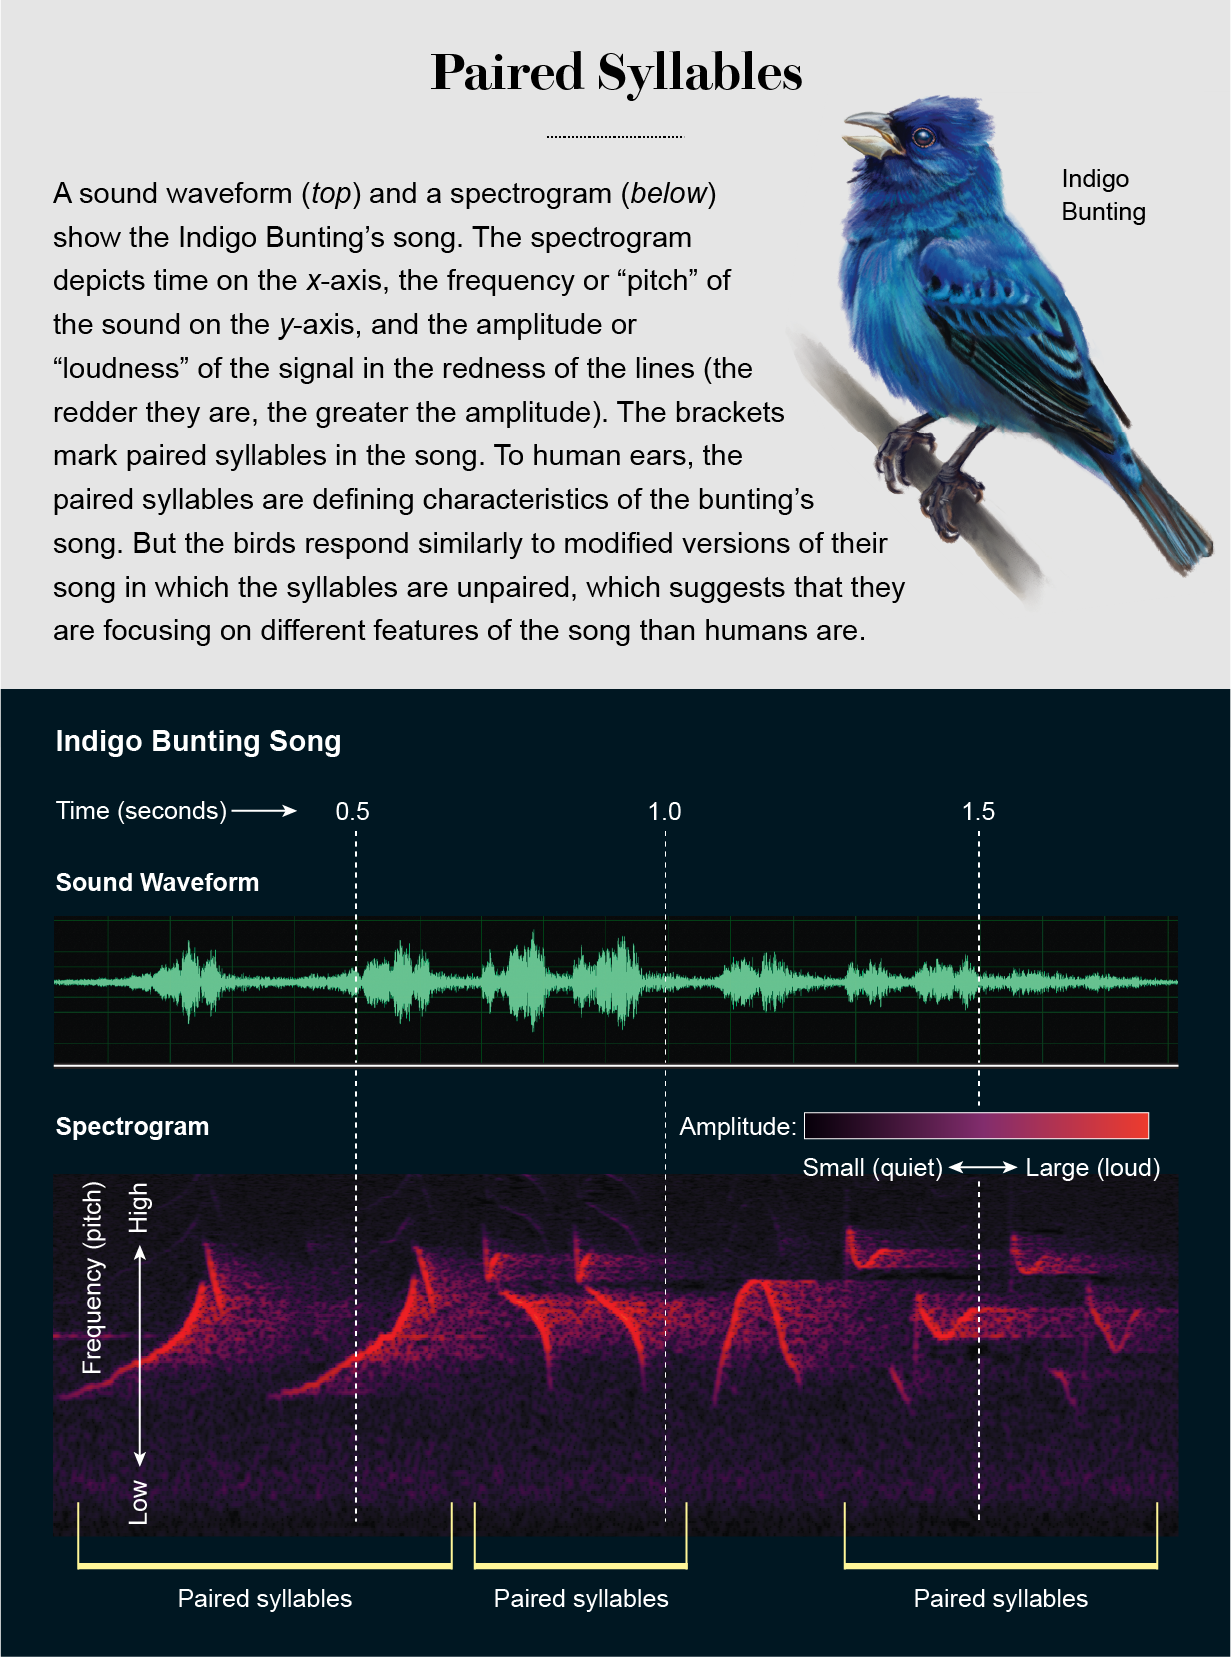 Paired Syllables
Indigo
Bunting
A sound waveform (top) and a spectrogram (below)
show the Indigo Bunting’s song. The spectrogram
depicts time on the x-axis, the frequency or “pitch” of
the sound on the y-axis, and the amplitude or
“loudness” of the signal in the redness of the lines (the
redder they are, the greater the amplitude). The brackets
mark paired syllables in the song. To human ears, the
paired syllables are defining characteristics of the bunting’s
song. But the birds respond similarly to modified versions of their
song in which the syllables are unpaired, which suggests that they
are focusing on different features of the song than humans are.
Indigo Bunting Song
Time (seconds) 0.5 1.0 1.5
Sound Waveform
Spectrogram
Amplitude:
Small (quiet) Large (loud)
Frequency (pitch)
High
Low
Paired syllables Paired syllables Paired syllables